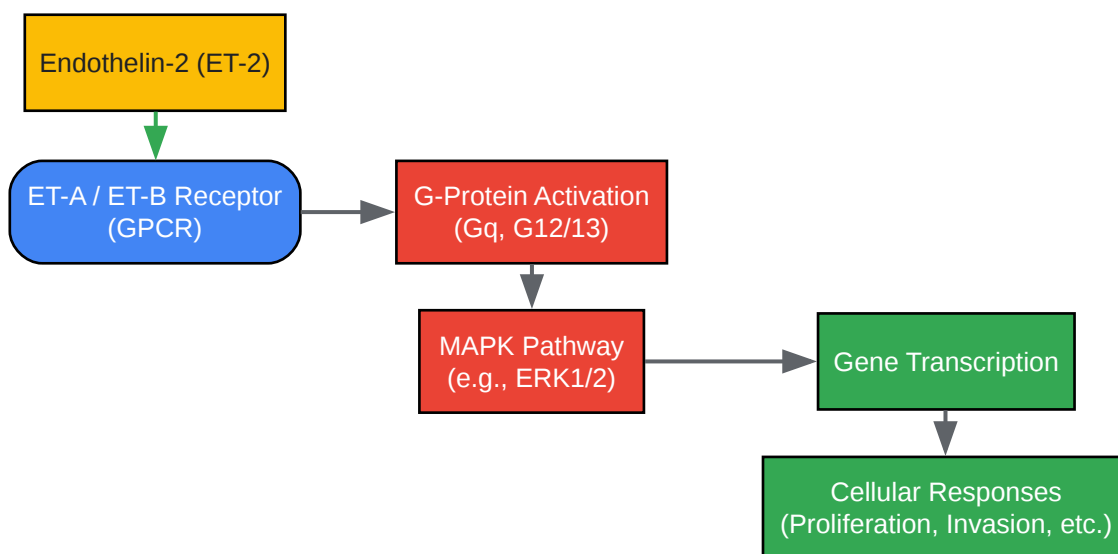 Endothelin-2 (ET-2)
ET-A / ET-B Receptor
(GPCR)
G-Protein Activation
(Gq, G12/13)
MAPK Pathway
(e.g., ERK1/2)
Gene Transcription
Cellular Responses
(Proliferation, Invasion, etc.)